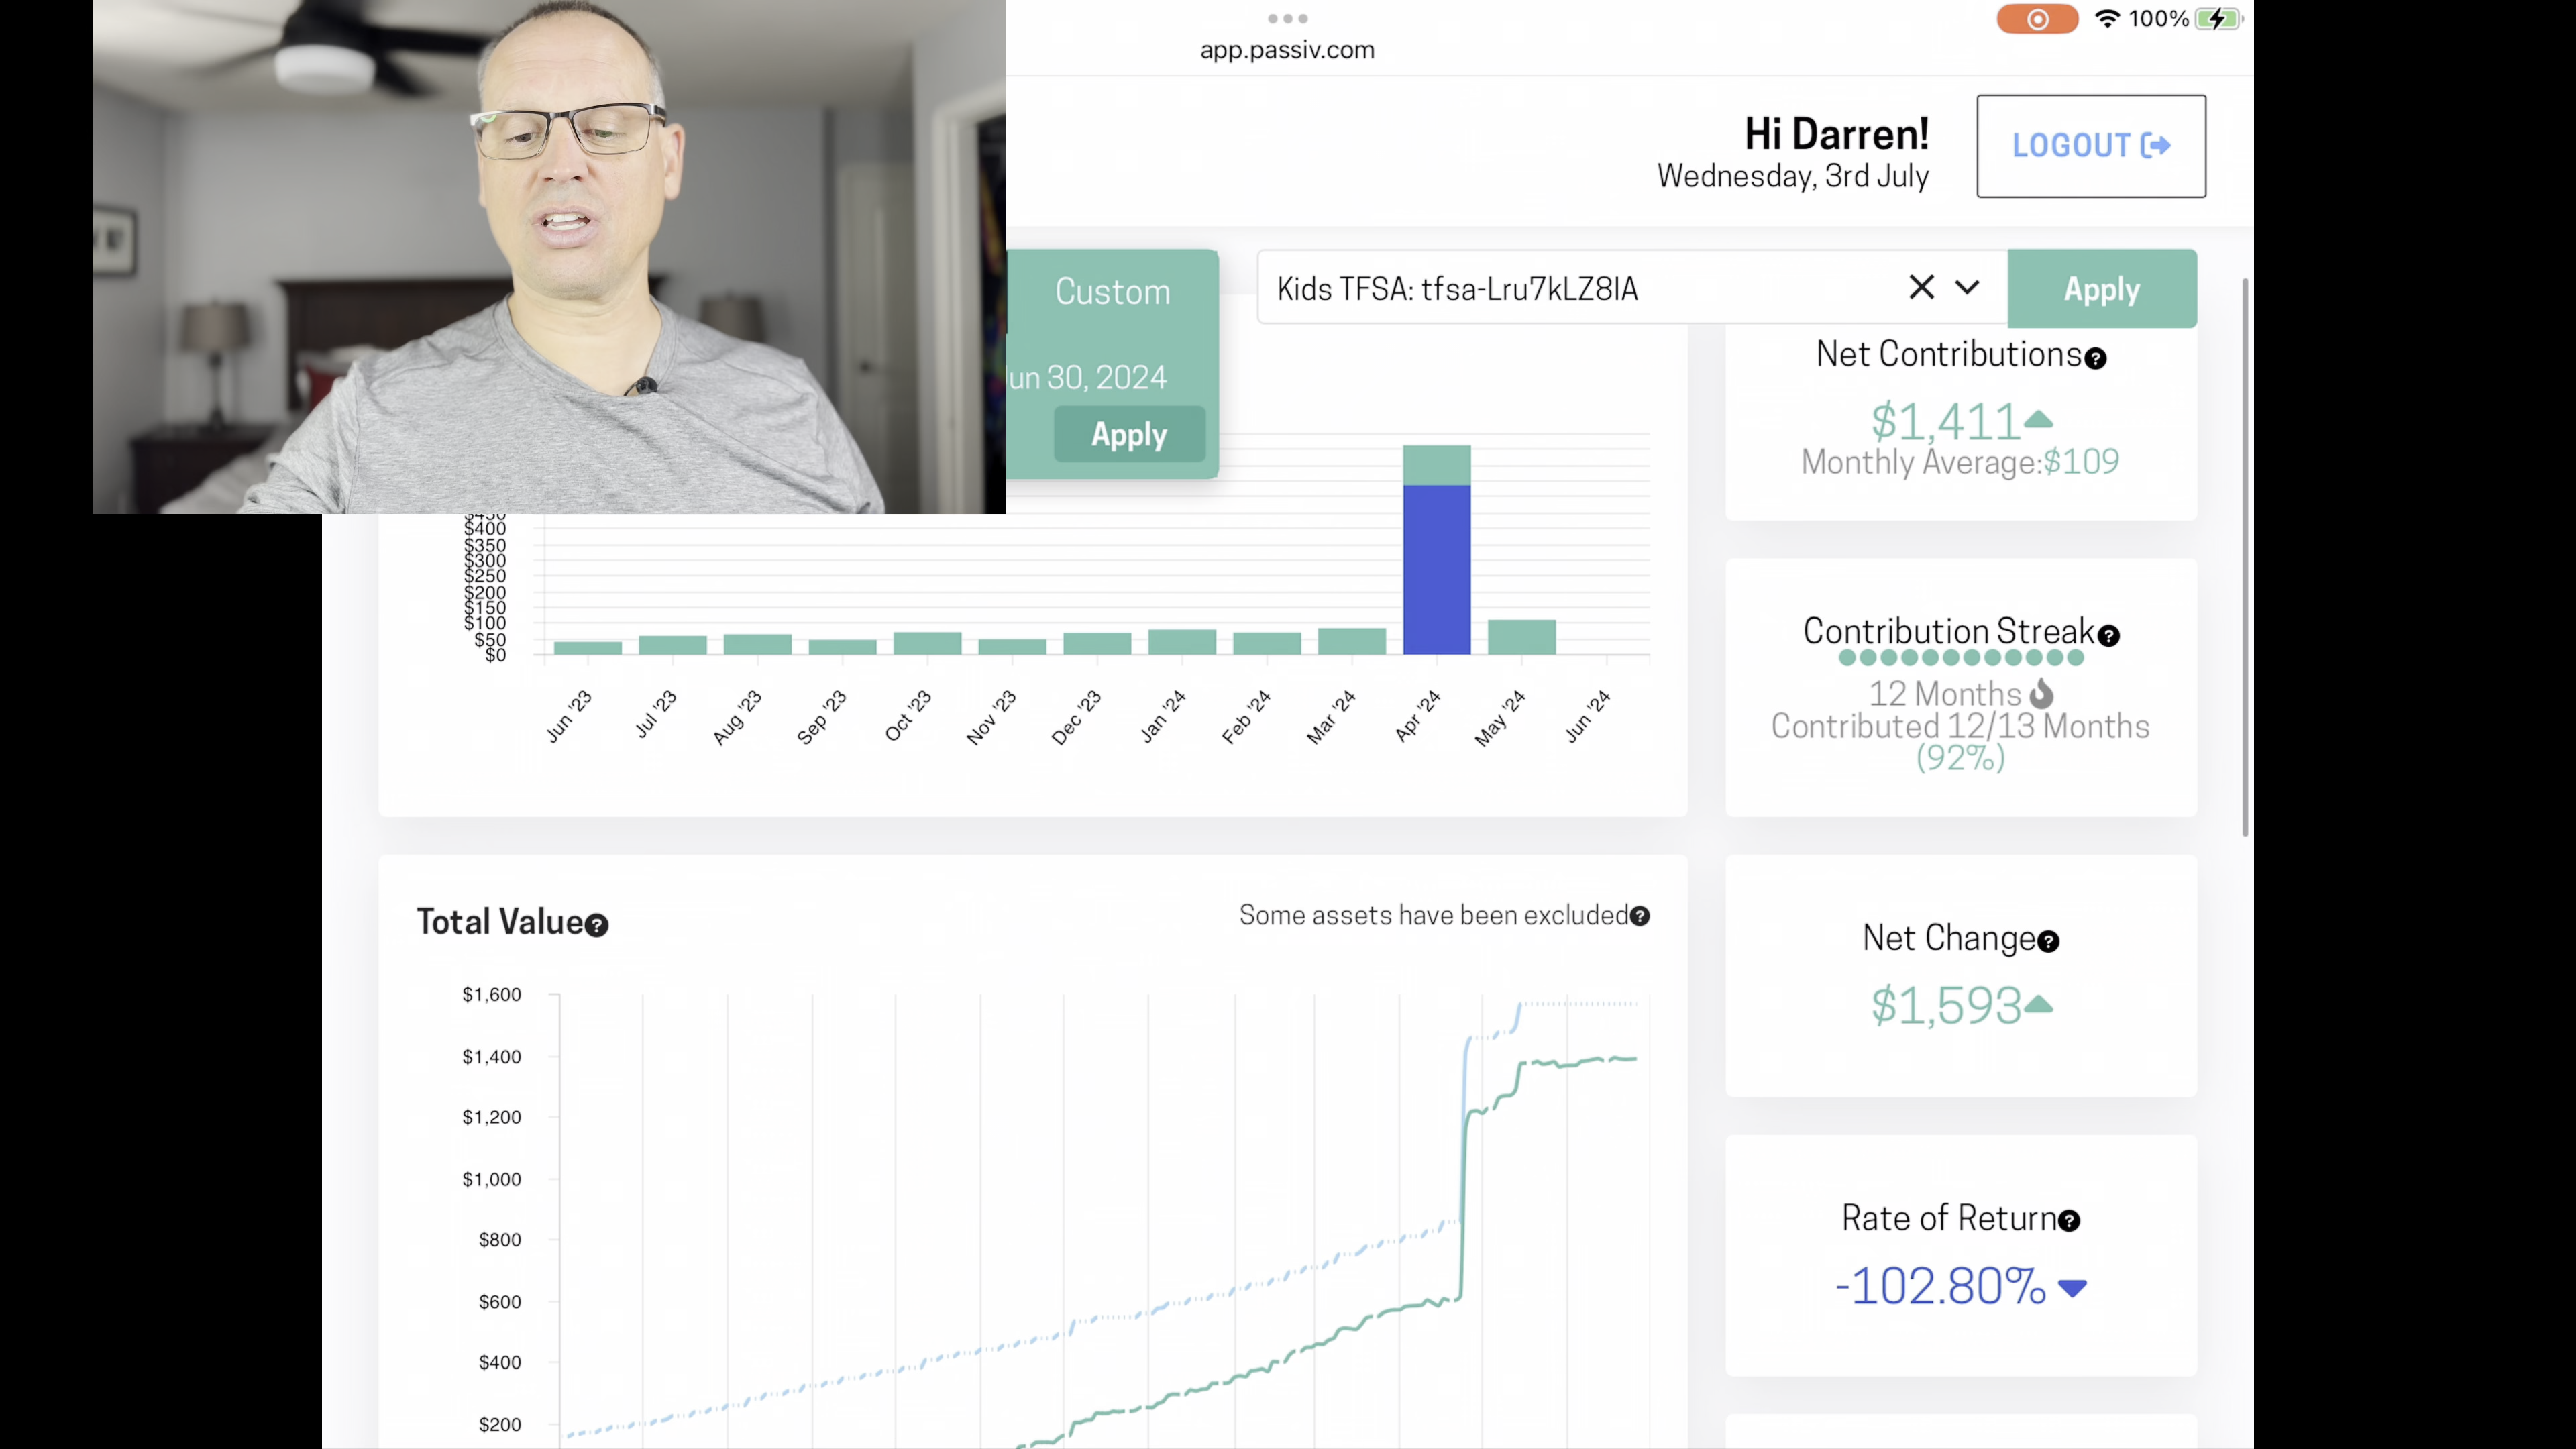 app.passiv.com
100%
Hi Darren!
Wednesday, 3rd July
LOGOUT
Custom
un 30, 2024
Apply
Kids TFSA: tfsa-Lru7kLZ8IA
Apply
Net Contributions
$1,411
Monthly Average:$109
$450
$400
$350
$300
$250
$200
$150
$100
$50
$0
Jun '23
Jul '23
Aug '23
Sep '23
Oct '23
Nov '23
Dec '23
Jan '24
Feb '24
Mar '24
Apr '24
May '24
Jun '24
Contribution Streak
12 Months
Contributed 12/13 Months
(92%)
Total Value
Some assets have been excluded
$1,600
$1,400
$1,200
$1,000
$800
$600
$400
$200
Net Change
$1,593
Rate of Return
-102.80%